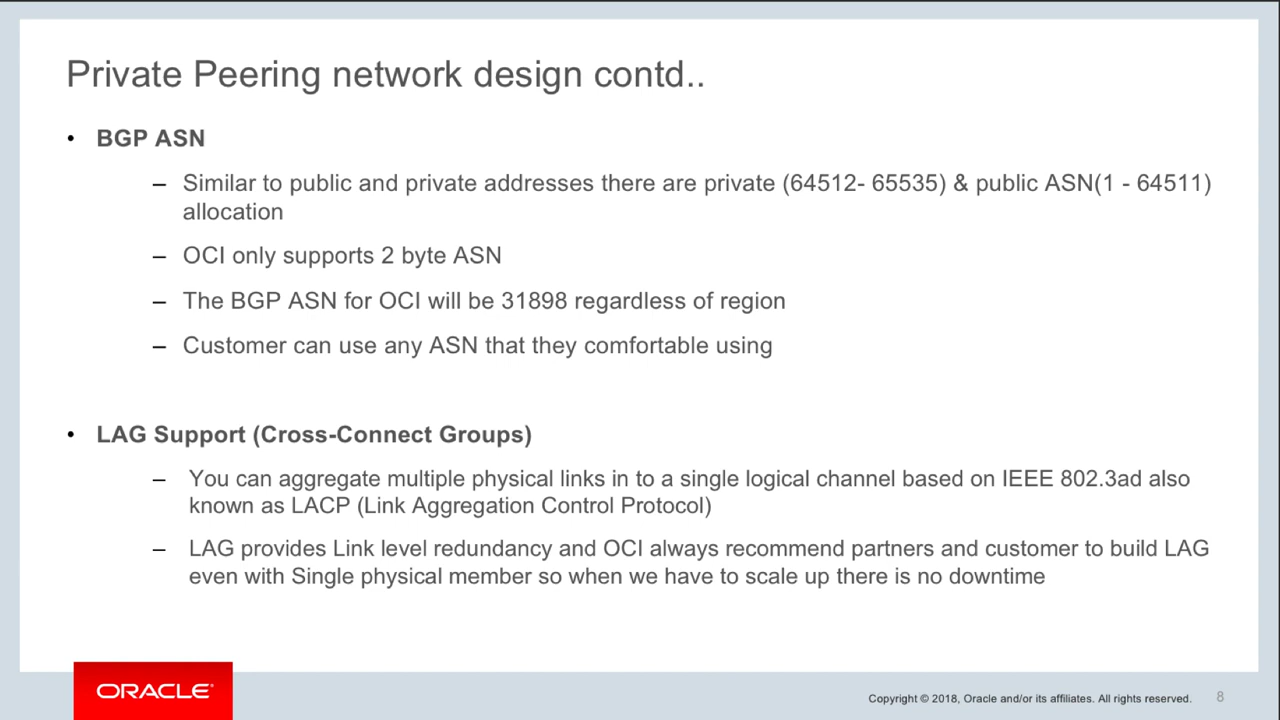 Private Peering network design contd..
• BGP ASN
– Similar to public and private addresses there are private (64512- 65535) & public ASN(1 - 64511)
allocation
– OCI only supports 2 byte ASN
– The BGP ASN for OCI will be 31898 regardless of region
– Customer can use any ASN that they comfortable using
• LAG Support (Cross-Connect Groups)
– You can aggregate multiple physical links in to a single logical channel based on IEEE 802.3ad also
known as LACP (Link Aggregation Control Protocol)
– LAG provides Link level redundancy and OCI always recommend partners and customer to build LAG
even with Single physical member so when we have to scale up there is no downtime
ORACLE®
Copyright © 2018, Oracle and/or its affiliates. All rights reserved. 8